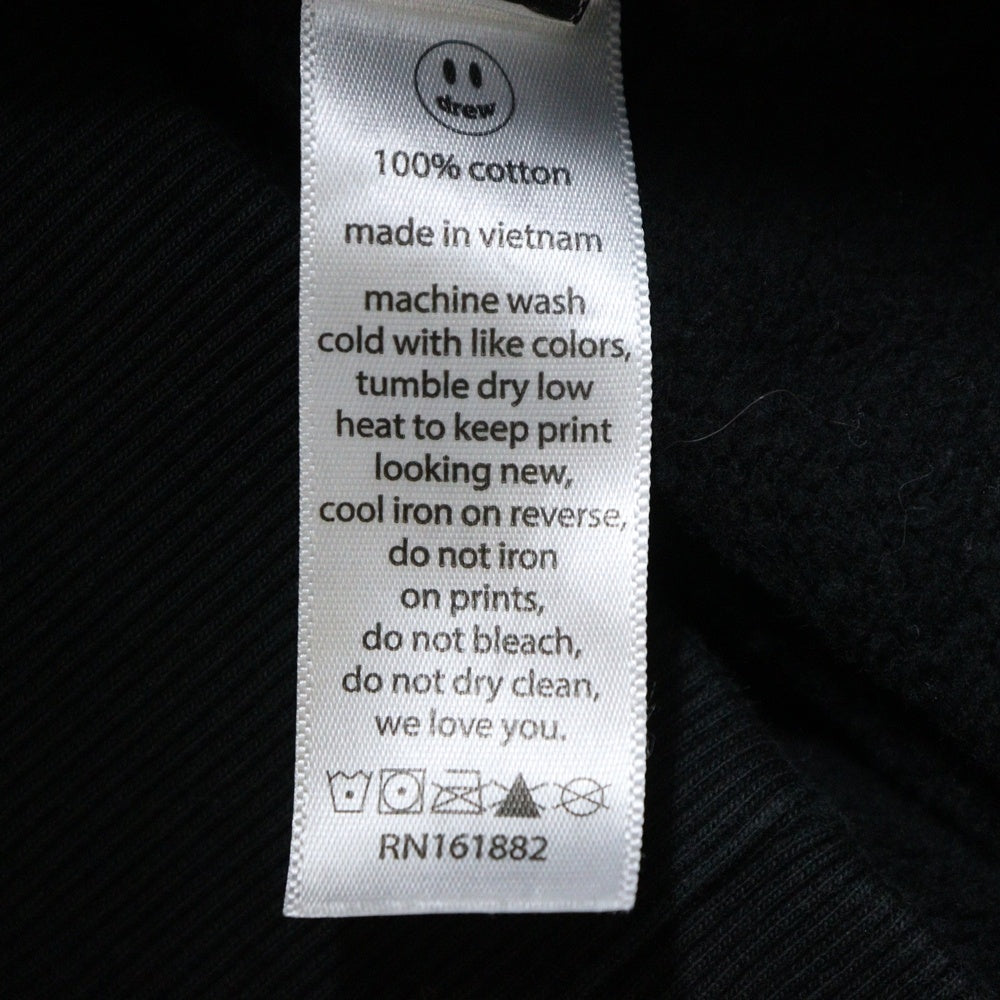 drew
100% cotton
made in vietnam
machine wash
cold with like colors,
tumble dry low
heat to keep print
looking new,
cool iron on reverse,
do not iron
on prints,
do not bleach,
do not dry clean,
we love you.
RN161882